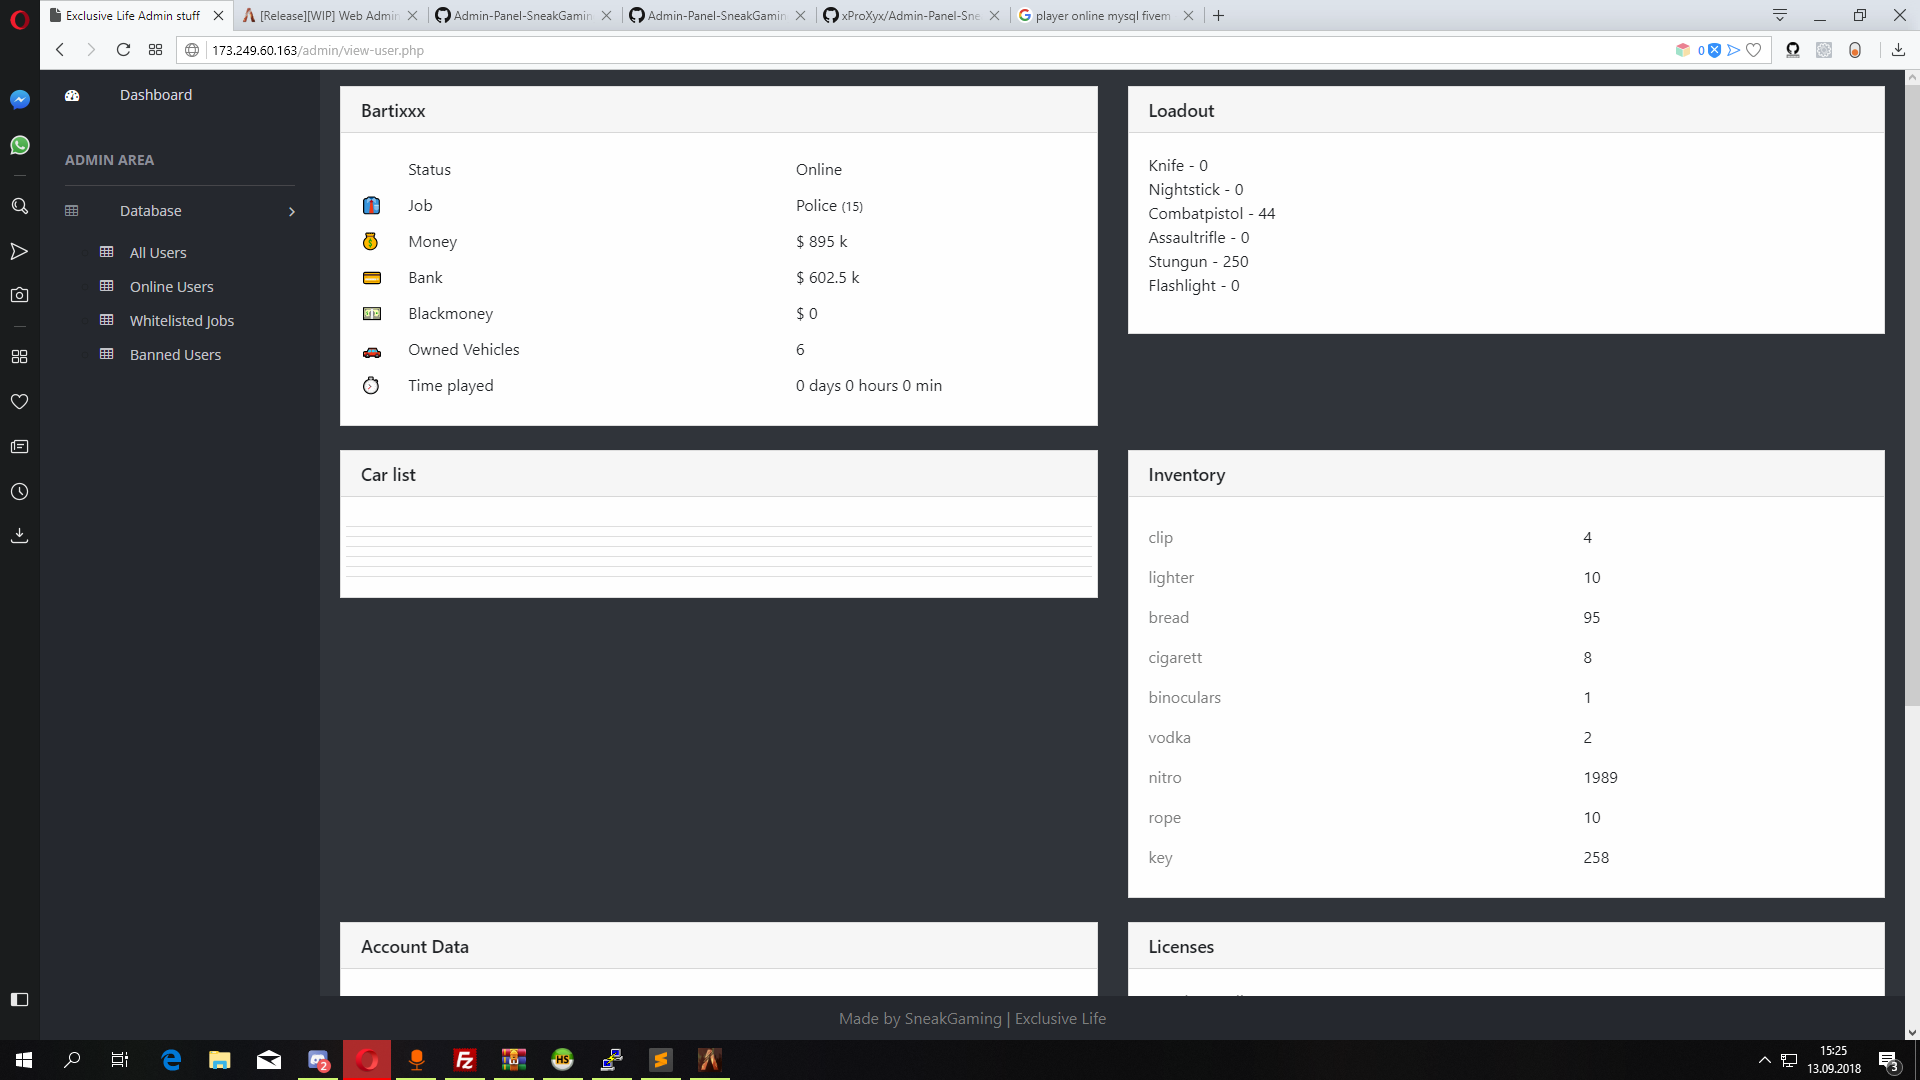 Exclusive Life Admin stuff
[Release][WIP] Web Admin
Admin-Panel-SneakGamin
Admin-Panel-SneakGamin
xProXyx/Admin-Panel-Sne
player online mysql fivem
173.249.60.163/admin/view-user.php
0
Dashboard
ADMIN AREA
Database
All Users
Online Users
Whitelisted Jobs
Banned Users
Bartixxx
Status Online
Job Police (15)
Money $ 895 k
Bank $ 602.5 k
Blackmoney $ 0
Owned Vehicles 6
Time played 0 days 0 hours 0 min
Loadout
Knife - 0
Nightstick - 0
Combatpistol - 44
Assaultrifle - 0
Stungun - 250
Flashlight - 0
Car list
Inventory
clip 4
lighter 10
bread 95
cigarett 8
binoculars 1
vodka 2
nitro 1989
rope 10
key 258
Account Data
Licenses
Made by SneakGaming | Exclusive Life
2
FZ
HS
15:25
13.09.2018
3